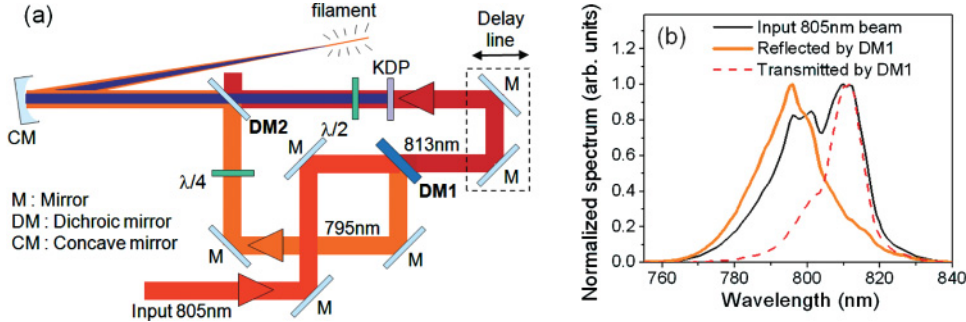 (a)
filament
Delay
line
KDP
M
CM
DM2
λ/2
M
813nm
DM1
M
λ/4
M : Mirror
DM : Dichroic mirror
CM : Concave mirror
795nm
M
M
Input 805nm
M
(b)
Input 805nm beam
Reflected by DM1
Transmitted by DM1
Normalized spectrum (arb. units)
1.2
1.0
0.8
0.6
0.4
0.2
0.0
760
780
800
820
840
Wavelength (nm)